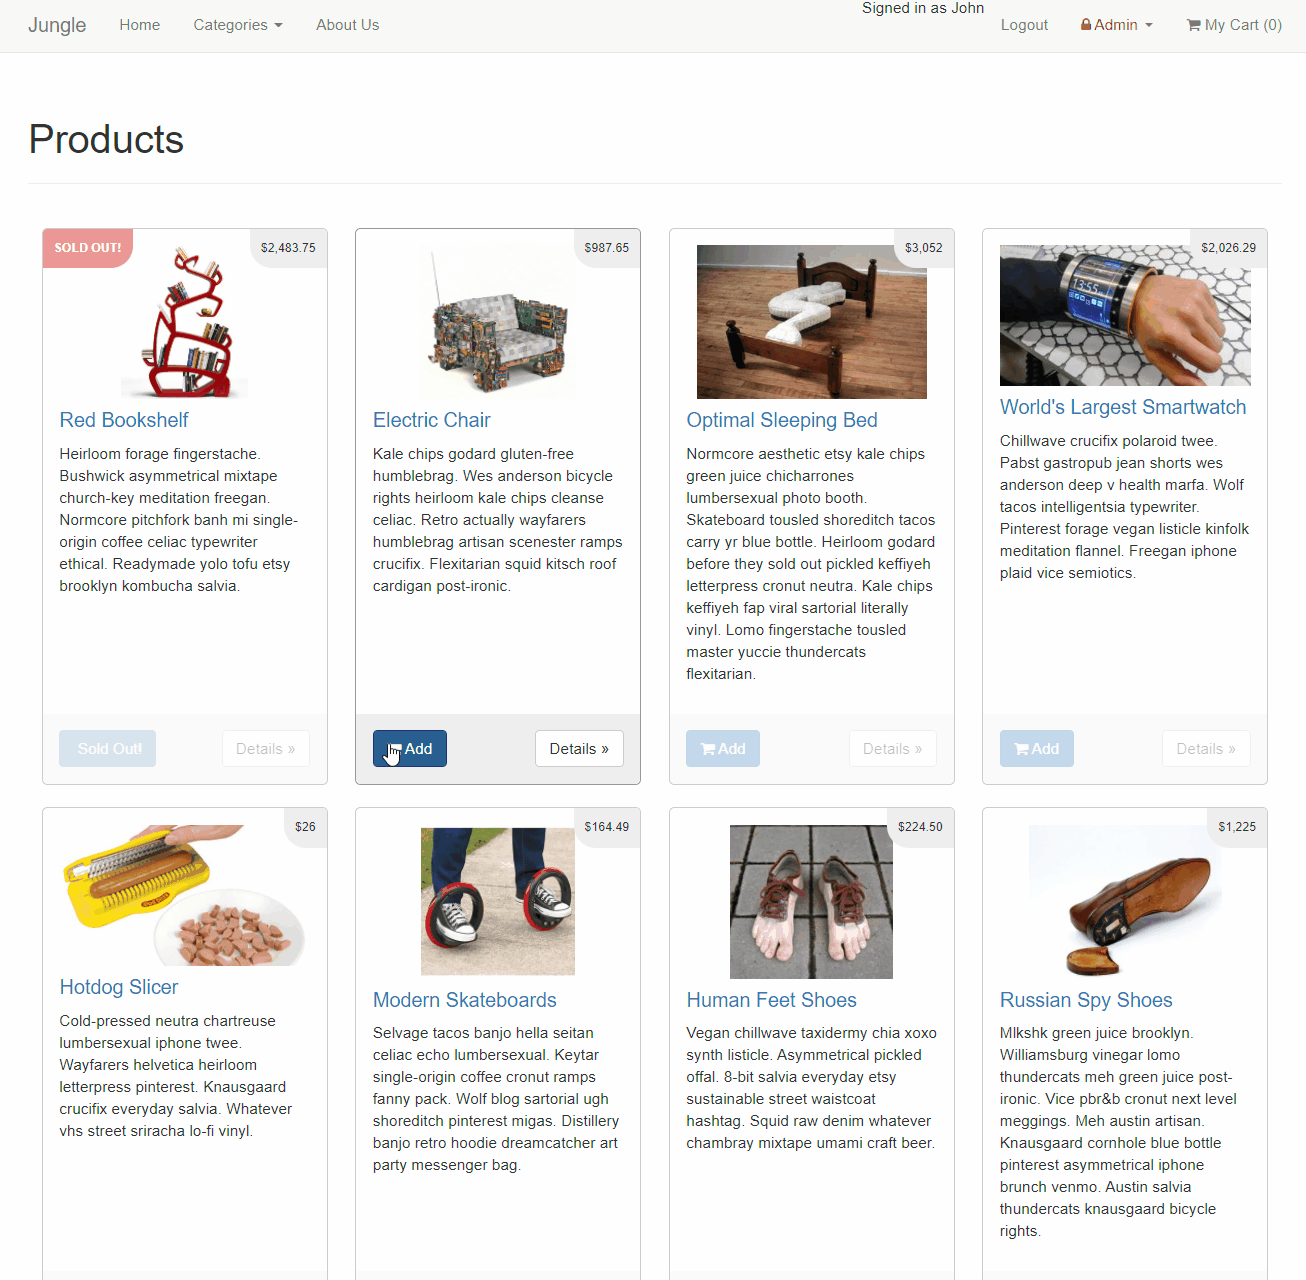 Signed in as John
Jungle Home Categories About Us Logout Admin My Cart (0)
Products
SOLD OUT!
$2,483.75
Red Bookshelf
Heirloom forage fingerstache.
Bushwick asymmetrical mixtape
church-key meditation freegan.
Normcore pitchfork banh mi single-
origin coffee celiac typewriter
ethical. Readymade yolo tofu etsy
brooklyn kombucha salvia.
Sold Out!
Details »
$987.65
Electric Chair
Kale chips godard gluten-free
humblebrag. Wes anderson bicycle
rights heirloom kale chips cleanse
celiac. Retro actually wayfarers
humblebrag artisan scenester ramps
crucifix. Flexitarian squid kitsch roof
cardigan post-ironic.
Add
Details »
$3,052
Optimal Sleeping Bed
Normcore aesthetic etsy kale chips
green juice chicharrones
lumbersexual photo booth.
Skateboard tousled shoreditch tacos
carry yr blue bottle. Heirloom godard
before they sold out pickled keffiyeh
letterpress cronut neutra. Kale chips
keffiyeh fap viral sartorial literally
vinyl. Lomo fingerstache tousled
master yuccie thundercats
flexitarian.
Add
Details »
$2,026.29
13:55
World's Largest Smartwatch
Chillwave crucifix polaroid twee.
Pabst gastropub jean shorts wes
anderson deep v health marfa. Wolf
tacos intelligentsia typewriter.
Pinterest forage vegan listicle kinfolk
meditation flannel. Freegan iphone
plaid vice semiotics.
Add
Details »
$26
Hotdog Slicer
Cold-pressed neutra chartreuse
lumbersexual iphone twee.
Wayfarers helvetica heirloom
letterpress pinterest. Knausgaard
crucifix everyday salvia. Whatever
vhs street sriracha lo-fi vinyl.
$164.49
Modern Skateboards
Selvage tacos banjo hella seitan
celiac echo lumbersexual. Keytar
single-origin coffee cronut ramps
fanny pack. Wolf blog sartorial ugh
shoreditch pinterest migas. Distillery
banjo retro hoodie dreamcatcher art
party messenger bag.
$224.50
Human Feet Shoes
Vegan chillwave taxidermy chia xoxo
synth listicle. Asymmetrical pickled
offal. 8-bit salvia everyday etsy
sustainable street waistcoat
hashtag. Squid raw denim whatever
chambray mixtape umami craft beer.
$1,225
Russian Spy Shoes
Mlkshk green juice brooklyn.
Williamsburg vinegar lomo
thundercats meh green juice post-
ironic. Vice pbr&b cronut next level
meggings. Meh austin artisan.
Knausgaard cornhole blue bottle
pinterest asymmetrical iphone
brunch venmo. Austin salvia
thundercats knausgaard bicycle
rights.